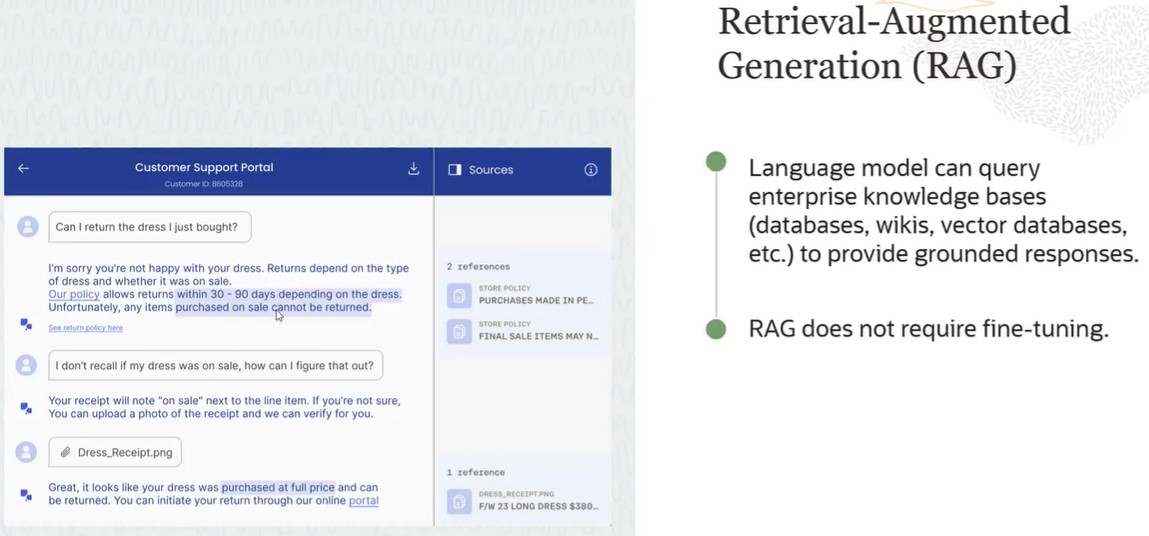 Retrieval-Augmented
Generation (RAG)
Language model can query
enterprise knowledge bases
(databases, wikis, vector databases,
etc.) to provide grounded responses.
RAG does not require fine-tuning.
Customer Support Portal
Customer ID: 8605328
Sources
Can I return the dress I just bought?
I'm sorry you're not happy with your dress. Returns depend on the type
of dress and whether it was on sale.
Our policy allows returns within 30 - 90 days depending on the dress.
Unfortunately, any items purchased on sale cannot be returned.
See return policy here
2 references
STORE POLICY
PURCHASES MADE IN PE...
STORE POLICY
FINAL SALE ITEMS MAY N...
I don't recall if my dress was on sale, how can I figure that out?
Your receipt will note "on sale" next to the line item. If you're not sure,
You can upload a photo of the receipt and we can verify for you.
Dress_Receipt.png
Great, it looks like your dress was purchased at full price and can
be returned. You can initiate your return through our online portal
1 reference
DRESS_RECEIPT.PNG
F/W 23 LONG DRESS $380...